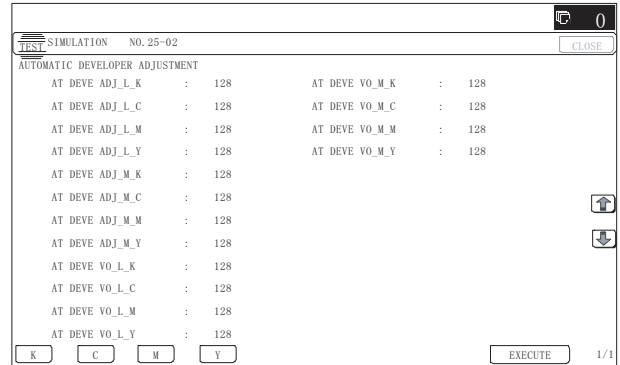 0
TEST SIMULATION NO.25-02 CLOSE
AUTOMATIC DEVELOPER ADJUSTMENT
AT DEVE ADJ_L_K : 128 AT DEVE VO_M_K : 128
AT DEVE ADJ_L_C : 128 AT DEVE VO_M_C : 128
AT DEVE ADJ_L_M : 128 AT DEVE VO_M_M : 128
AT DEVE ADJ_L_Y : 128 AT DEVE VO_M_Y : 128
AT DEVE ADJ_M_K : 128
AT DEVE ADJ_M_C : 128
AT DEVE ADJ_M_M : 128
AT DEVE ADJ_M_Y : 128
AT DEVE VO_L_K : 128
AT DEVE VO_L_C : 128
AT DEVE VO_L_M : 128
AT DEVE VO_L_Y : 128
K C M Y EXECUTE 1/1